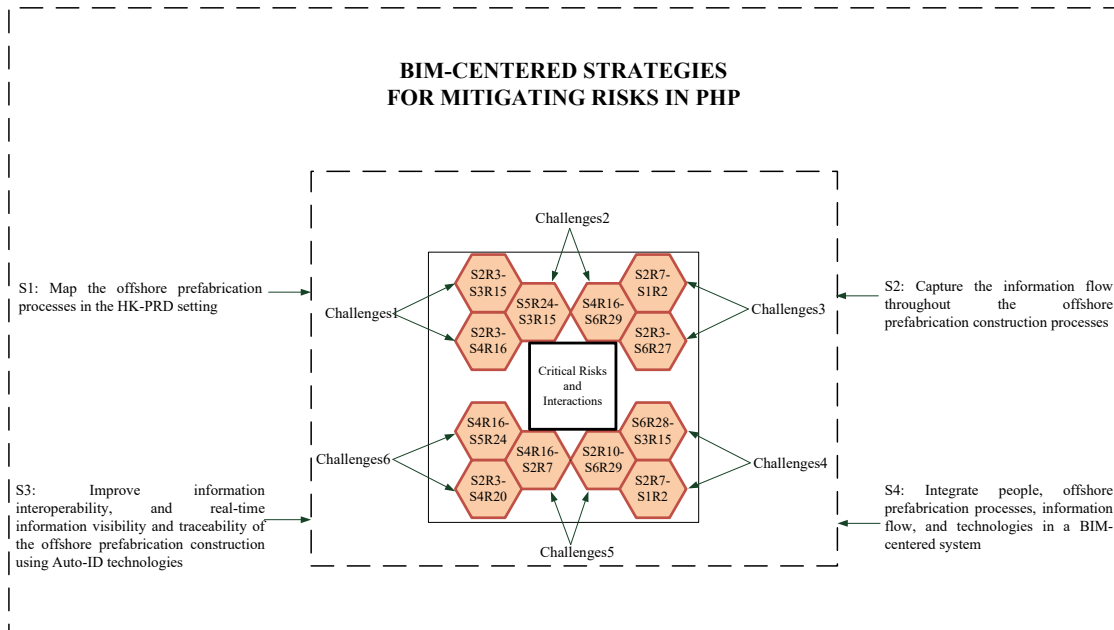 BIM-CENTERED STRATEGIES
FOR MITIGATING RISKS IN PHP
Challenges2
S1: Map the offshore prefabrication
processes in the HK-PRD setting
Challenges1
S2R3-
S3R15
S2R3-
S4R16
S5R24-
S3R15
S4R16-
S6R29
S2R7-
S1R2
S2R3-
S6R27
Challenges3
S2: Capture the information flow
throughout the offshore
prefabrication construction processes
Critical Risks
and
Interactions
Challenges6
S4R16-
S5R24
S2R3-
S4R20
S4R16-
S2R7
S2R10-
S6R29
S6R28-
S3R15
S2R7-
S1R2
Challenges4
Challenges5
S3: Improve information
interoperability, and real-time
information visibility and traceability of
the offshore prefabrication construction
using Auto-ID technologies
S4: Integrate people, offshore
prefabrication processes, information
flow, and technologies in a BIM-
centered system